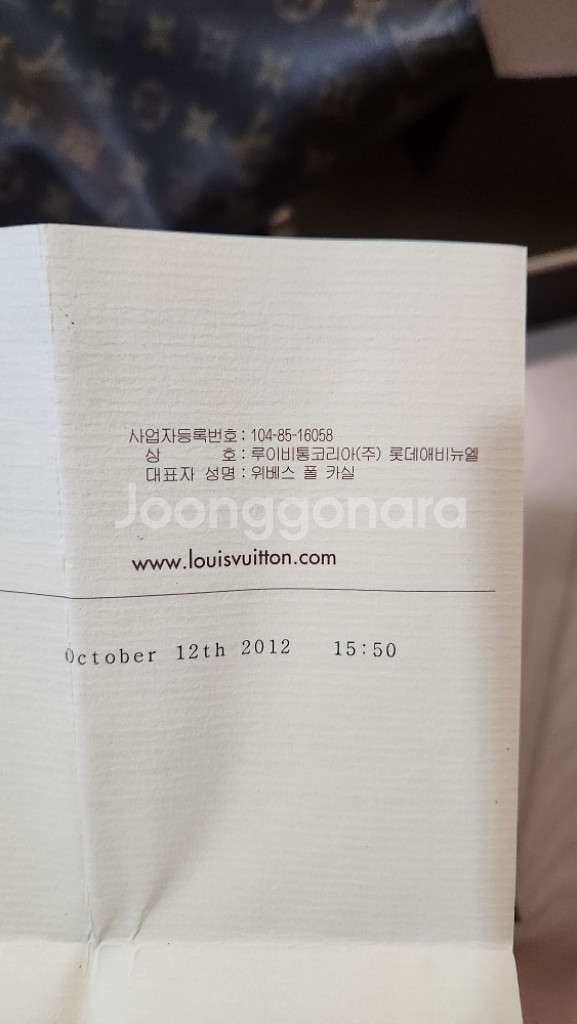 사업자등록번호 : 104-85-16058
상 호 : 루이비통코리아(주) 롯데애비뉴엘
대표자 성명 : 위베스 폴 카실
Joonggonara
www.louisvuitton.com
October 12th 2012 15:50